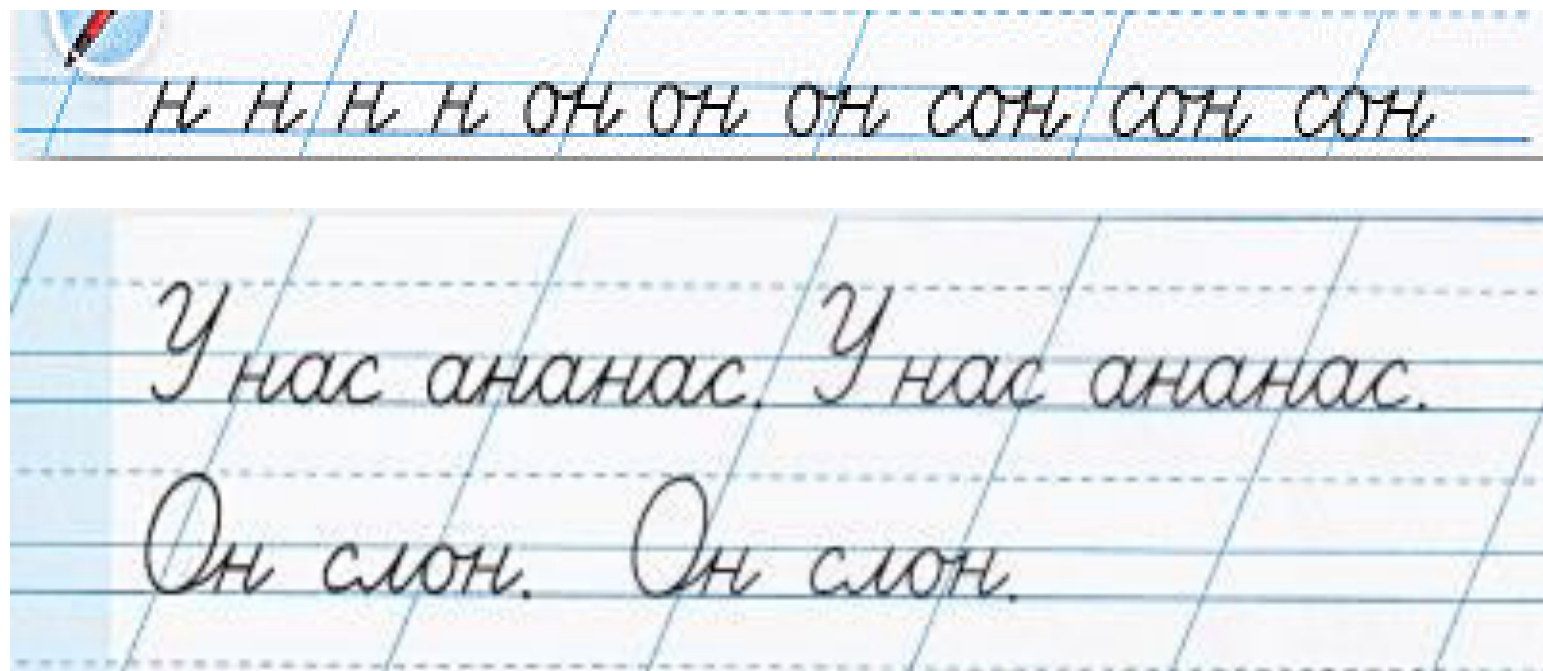 н н н н он он он сон сон сон
У нас ананас. У нас ананас.
Он слон. Он слон.